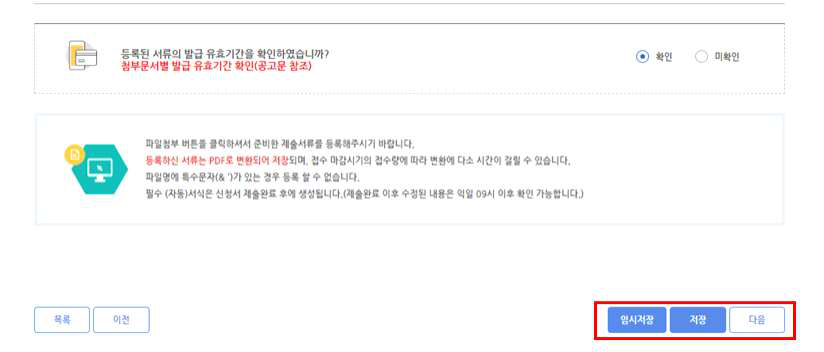 등록된 서류의 발급 유효기간을 확인하였습니까?
첨부문서별 발급 유효기간 확인(공고문 참조)
확인 미확인
파일첨부 버튼을 클릭하셔서 준비한 제출서류를 등록해주시기 바랍니다.
등록하신 서류는 PDF로 변환되어 저장되며, 접수 마감시기의 접수량에 따라 변환에 다소 시간이 걸릴 수 있습니다.
파일명에 특수문자(& ')가 있는 경우 등록 할 수 없습니다.
필수 (자동)서식은 신청서 제출완료 후에 생성됩니다.(제출완료 이후 수정된 내용은 익일 09시 이후 확인 가능합니다.)
목록 이전 임시저장 저장 다음